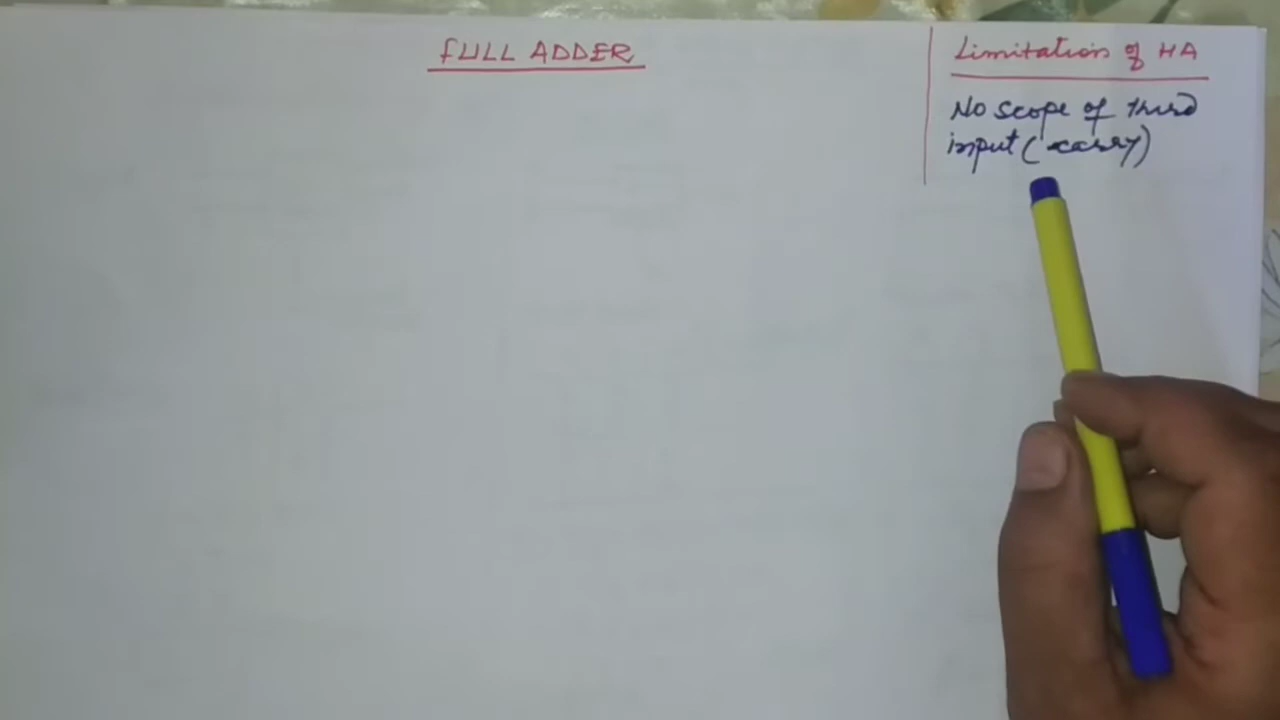 FULL ADDER
Limitation of HA
No scope of third
input (carry)